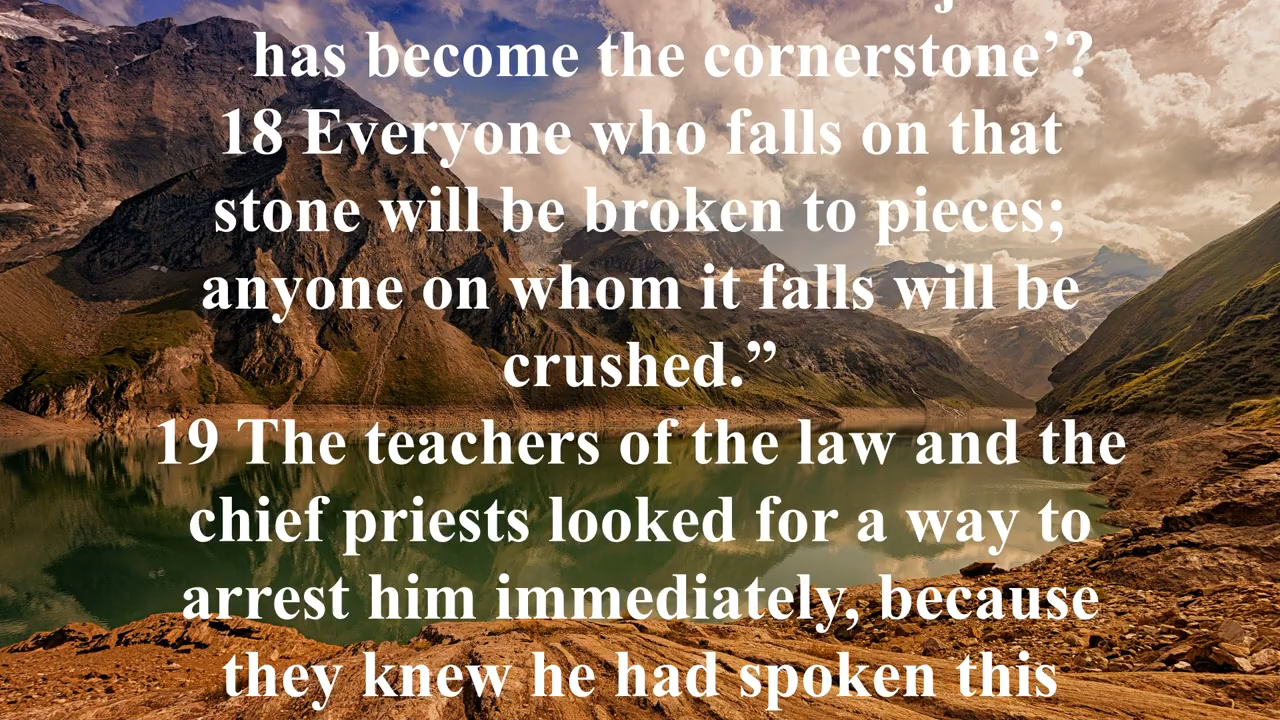 has become the cornerstone’?
18 Everyone who falls on that
stone will be broken to pieces;
anyone on whom it falls will be
crushed.”
19 The teachers of the law and the
chief priests looked for a way to
arrest him immediately, because
they knew he had spoken this